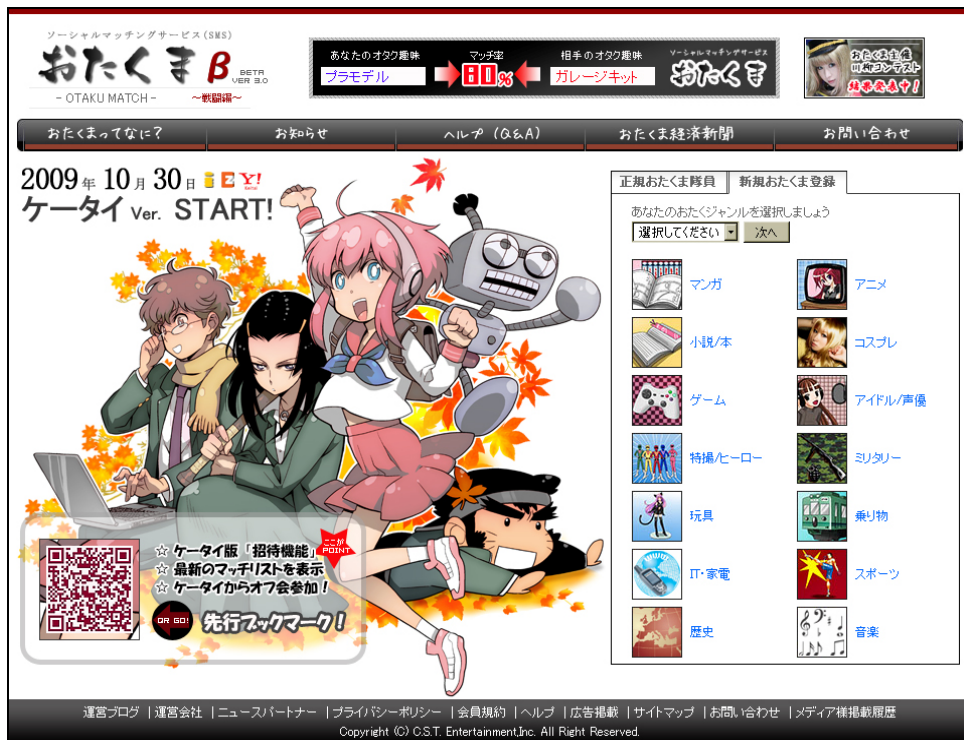 ソーシャルマッチングサービス(SMS)
おたくま β BETA VER 3.0
- OTAKU MATCH - ～戦闘編～
あなたのオタク趣味 マッチ率 相手のオタク趣味 ソーシャルマッチングサービス
プラモデル 80% ガレージキット おたくま
おたくま主催
川柳コンテスト
結果発表中!
おたくまってなに? お知らせ ヘルプ (Q&A) おたくま経済新聞 お問い合わせ
2009年10月30日 i EZ Y!
ケータイ Ver. START!
正規おたくま隊員 新規おたくま登録
あなたのおたくジャンルを選択しましょう
選択してください 次へ
マンガ アニメ
小説/本 コスプレ
ゲーム アイドル/声優
特撮/ヒーロー ミリタリー
玩具 乗り物
IT・家電 スポーツ
歴史 音楽
ここが
POINT
☆ ケータイ版「招待機能」
☆ 最新のマッチリストを表示
☆ ケータイからオフ会参加!
QR GO! 先行ブックマーク!
運営ブログ | 運営会社 | ニュースパートナー | プライバシーポリシー | 会員規約 | ヘルプ | 広告掲載 | サイトマップ | お問い合わせ | メディア様掲載履歴
Copyright (C) C.S.T. Entertainment,Inc. All Right Reserved.